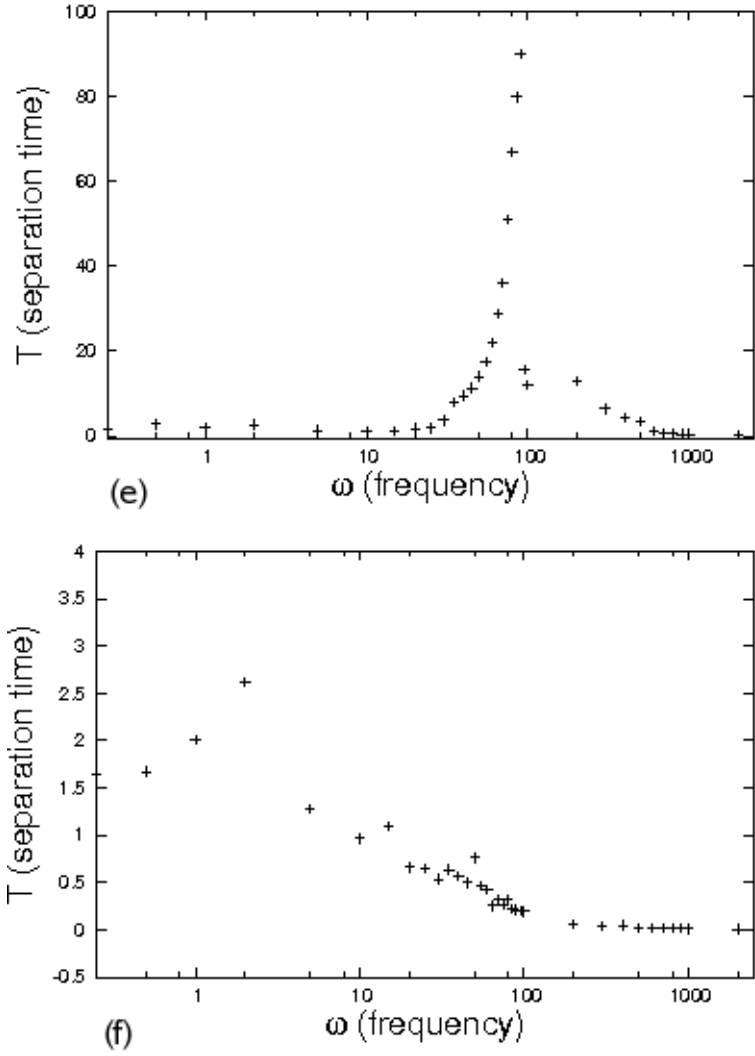 100
80
60
40
20
0
T (separation time)
1 10 100 1000
ω (frequency)
(e)
4
3.5
3
2.5
2
1.5
1
0.5
0
-0.5
T (separation time)
1 10 100 1000
ω (frequency)
(f)